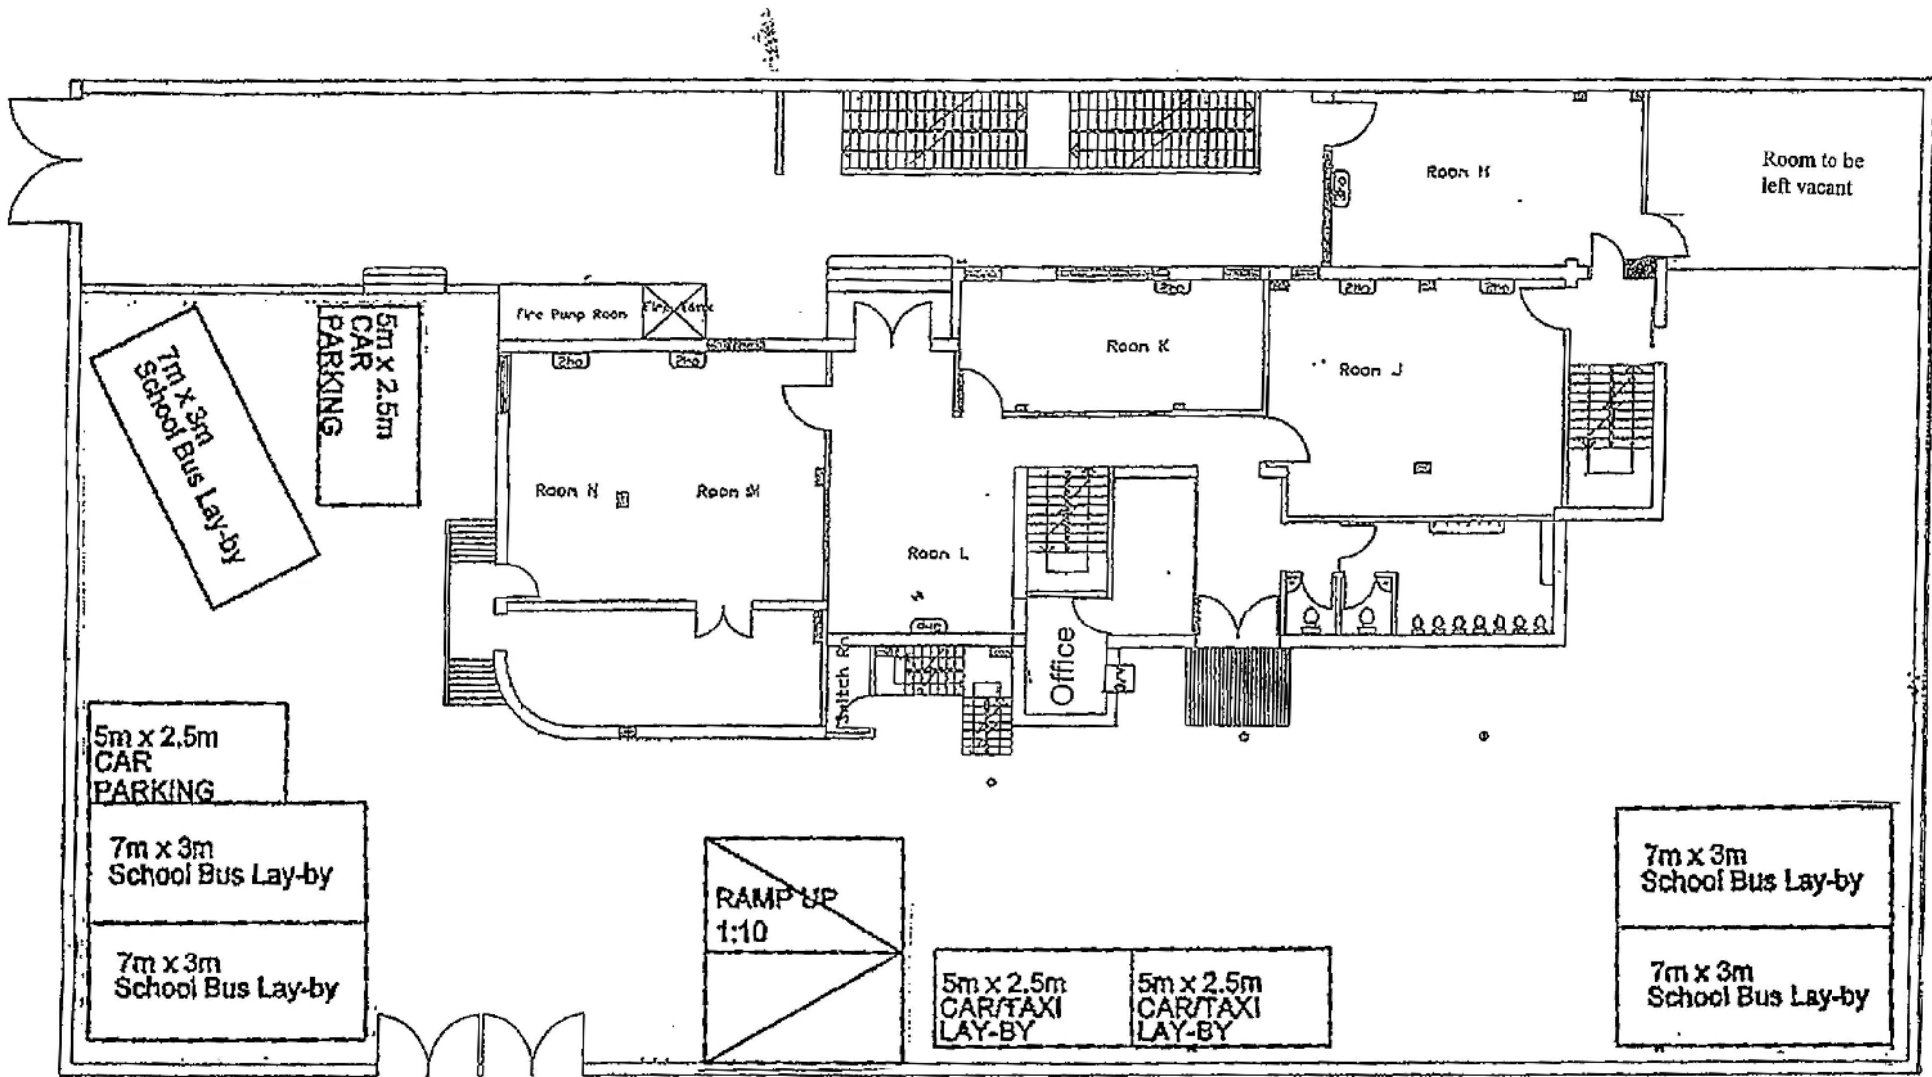 Room H
Room to be
left vacant
5m x 2.5m
CAR
PARKING
7m x 3m
School Bus Lay-by
Fire Pump Room
Room K
Room J
Room N
Room M
Room L
Office
Switch Rm
5m x 2.5m
CAR
PARKING
7m x 3m
School Bus Lay-by
7m x 3m
School Bus Lay-by
RAMP UP
1:10
5m x 2.5m
CAR/TAXI
LAY-BY
5m x 2.5m
CAR/TAXI
LAY-BY
7m x 3m
School Bus Lay-by
7m x 3m
School Bus Lay-by